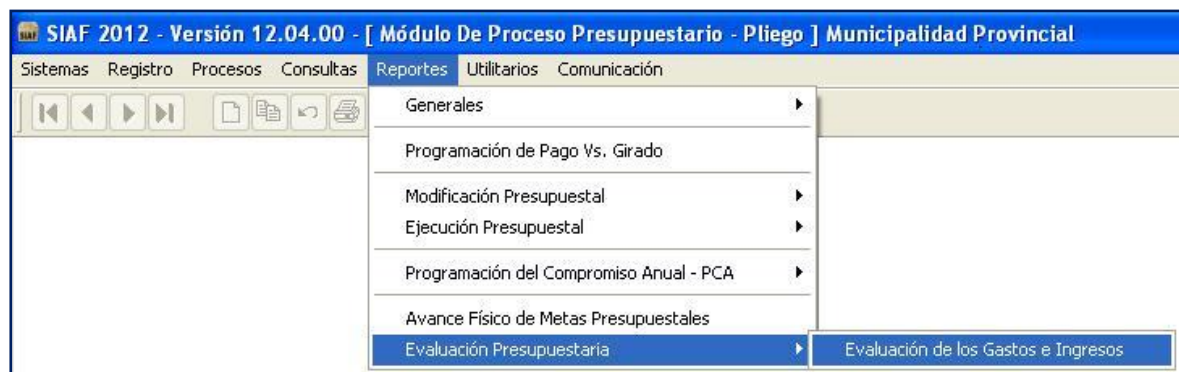 SIAF 2012 - Versión 12.04.00 - [ Módulo De Proceso Presupuestario - Pliego ] Municipalidad Provincial
Sistemas Registro Procesos Consultas Reportes Utilitarios Comunicación
Generales
Programación de Pago Vs. Girado
Modificación Presupuestal
Ejecución Presupuestal
Programación del Compromiso Anual - PCA
Avance Físico de Metas Presupuestales
Evaluación Presupuestaria Evaluación de los Gastos e Ingresos